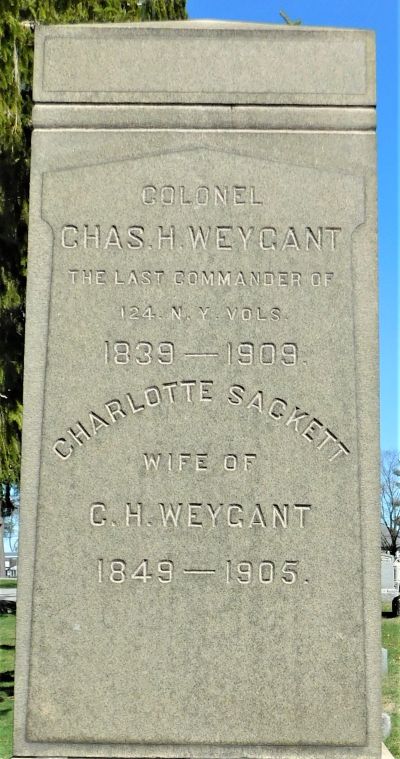 COLONEL
CHAS. H. WEYGANT
THE LAST COMMANDER OF
124. N. Y. VOLS.
1839 — 1909.
CHARLOTTE SACKETT
WIFE OF
C. H. WEYGANT
1849 — 1905.